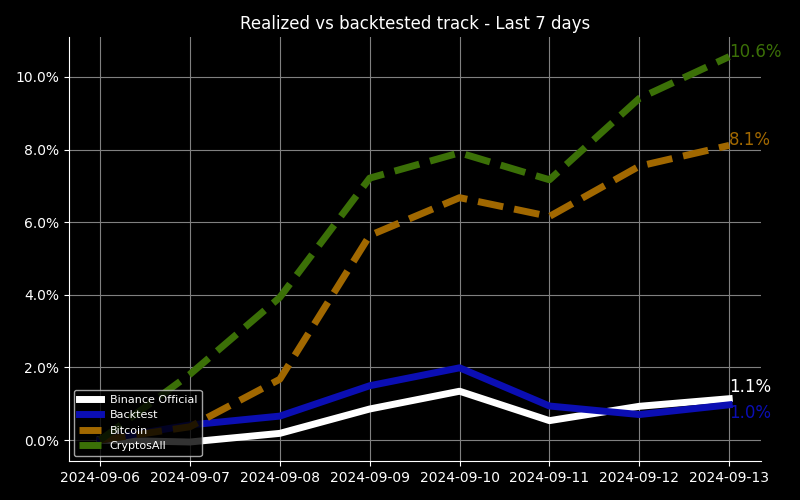 Realized vs backtested track - Last 7 days
10.6%
10.0%
8.1%
8.0%
6.0%
4.0%
2.0%
1.1%
1.0%
0.0%
Binance Official
Backtest
Bitcoin
CryptosAll
2024-09-06 2024-09-07 2024-09-08 2024-09-09 2024-09-10 2024-09-11 2024-09-12 2024-09-13